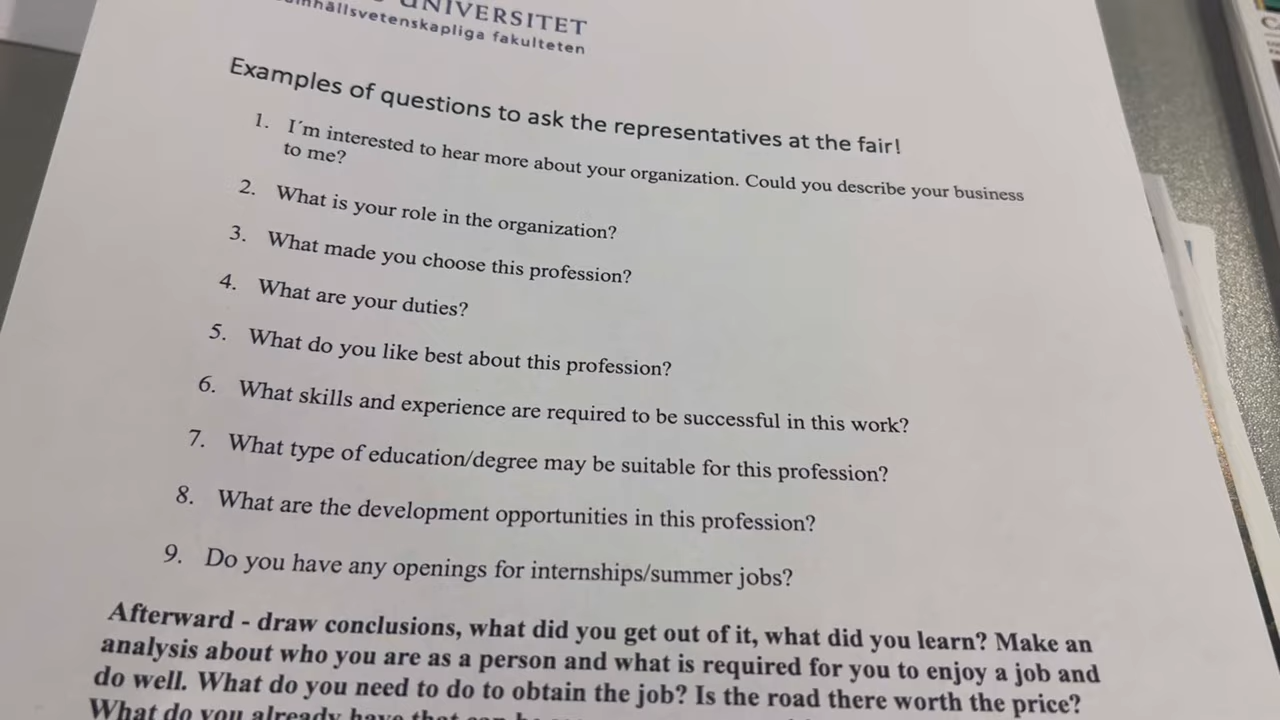 UNIVERSITET
samhällsvetenskapliga fakulteten
Examples of questions to ask the representatives at the fair!
1. I´m interested to hear more about your organization. Could you describe your business
to me?
2. What is your role in the organization?
3. What made you choose this profession?
4. What are your duties?
5. What do you like best about this profession?
6. What skills and experience are required to be successful in this work?
7. What type of education/degree may be suitable for this profession?
8. What are the development opportunities in this profession?
9. Do you have any openings for internships/summer jobs?
Afterward - draw conclusions, what did you get out of it, what did you learn? Make an
analysis about who you are as a person and what is required for you to enjoy a job and
do well. What do you need to do to obtain the job? Is the road there worth the price?
What do you already have that can